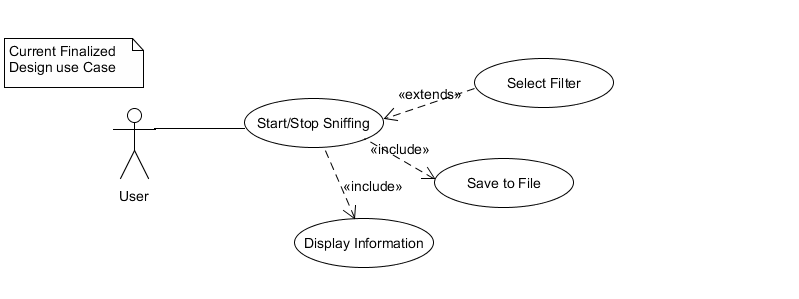 Current Finalized
Design use Case
Select Filter
«extends»
Start/Stop Sniffing
«include»
Save to File
«include»
User
Display Information